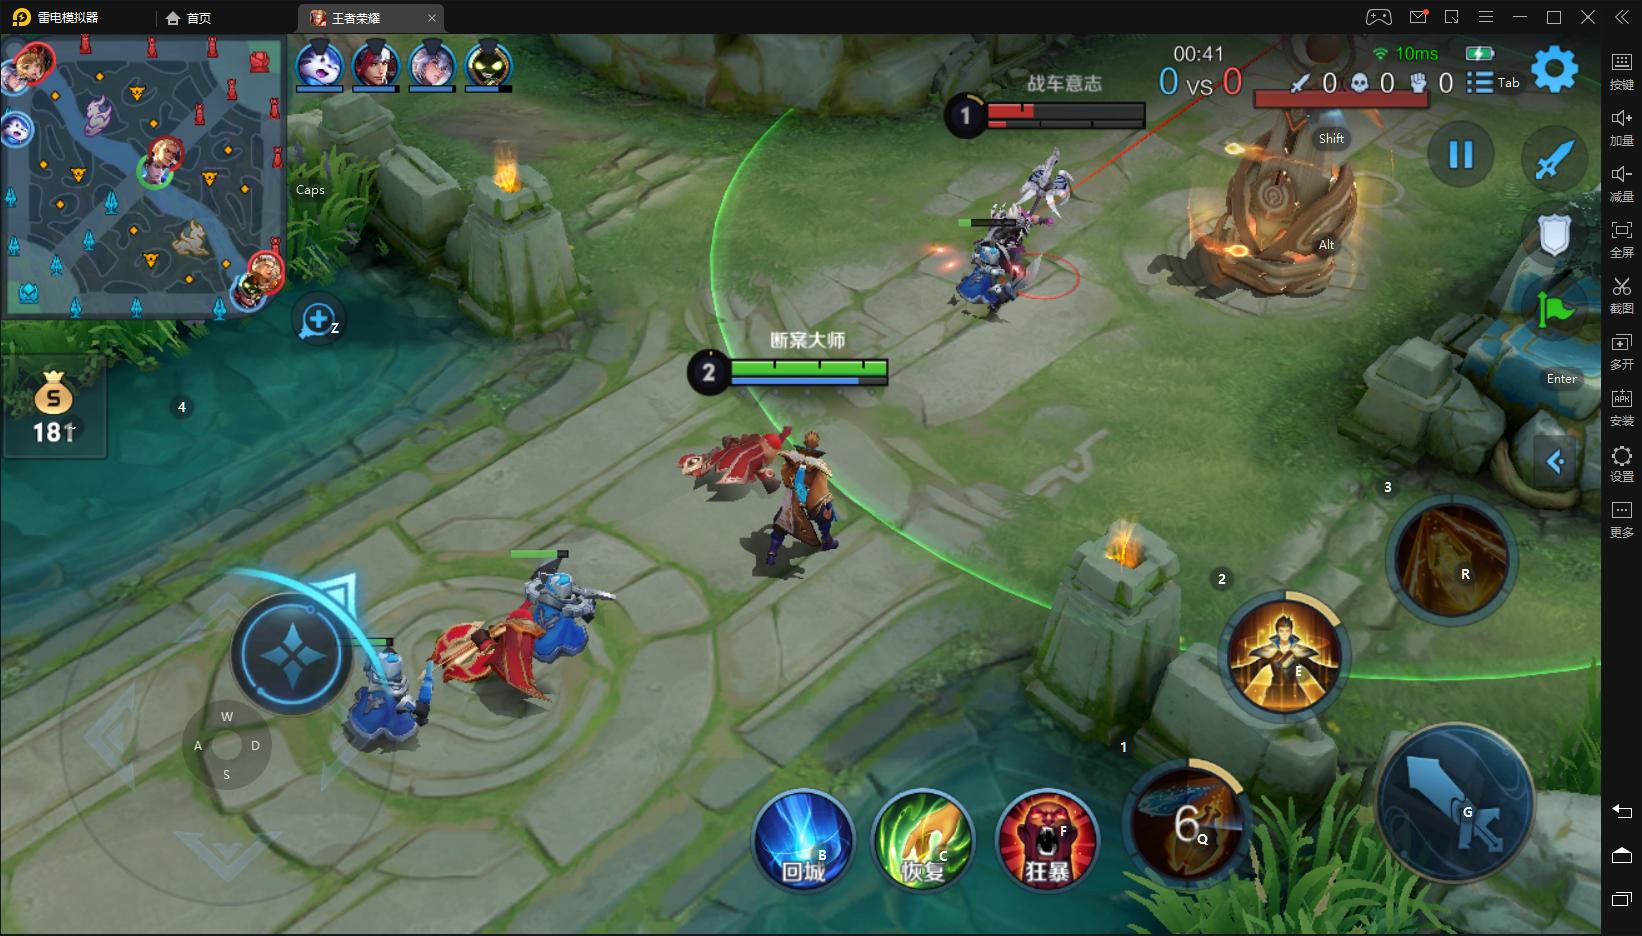 雷电模拟器
首页
王者荣耀
00:41
10ms
0 VS 0
0
0
0
Tab
战车意志
1
Shift
Caps
Alt
Z
断案大师
2
Enter
4
181
3
R
2
E
W
A
D
S
1
6
Q
G
B
回城
C
恢复
F
狂暴
按键
加量
减量
全屏
截图
多开
APK
安装
设置
更多